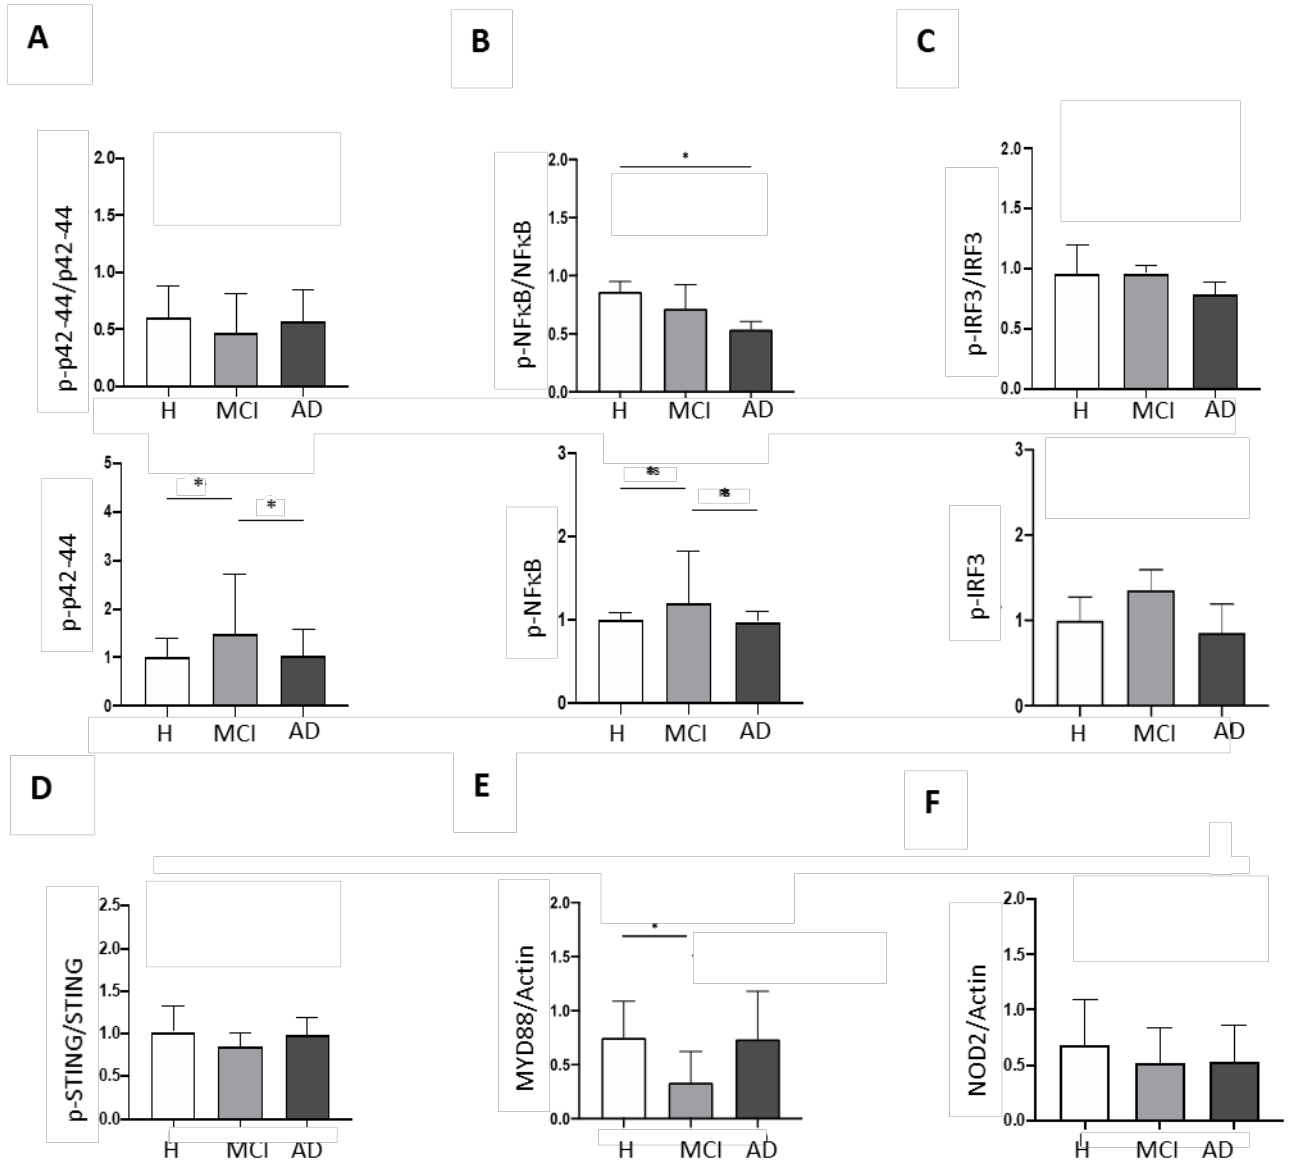 A
B
C
p-p42-44/p42-44
2.0
1.5
1.0
0.5
0.0
H MCI AD
p-NFκB/NFκB
2.0
1.5
1.0
0.5
0.0
*
H MCI AD
p-IRF3/IRF3
2.0
1.5
1.0
0.5
0.0
H MCI AD
p-p42-44
5
4
3
2
1
0
*
*
H MCI AD
p-NFκB
3
2
1
0
H MCI AD
p-IRF3
3
2
1
0
H MCI AD
D
E
F
p-STING/STING
2.5
2.0
1.5
1.0
0.5
0.0
H MCI AD
MYD88/Actin
2.0
1.5
1.0
0.5
0.0
*
H MCI AD
NOD2/Actin
2.0
1.5
1.0
0.5
0.0
H MCI AD